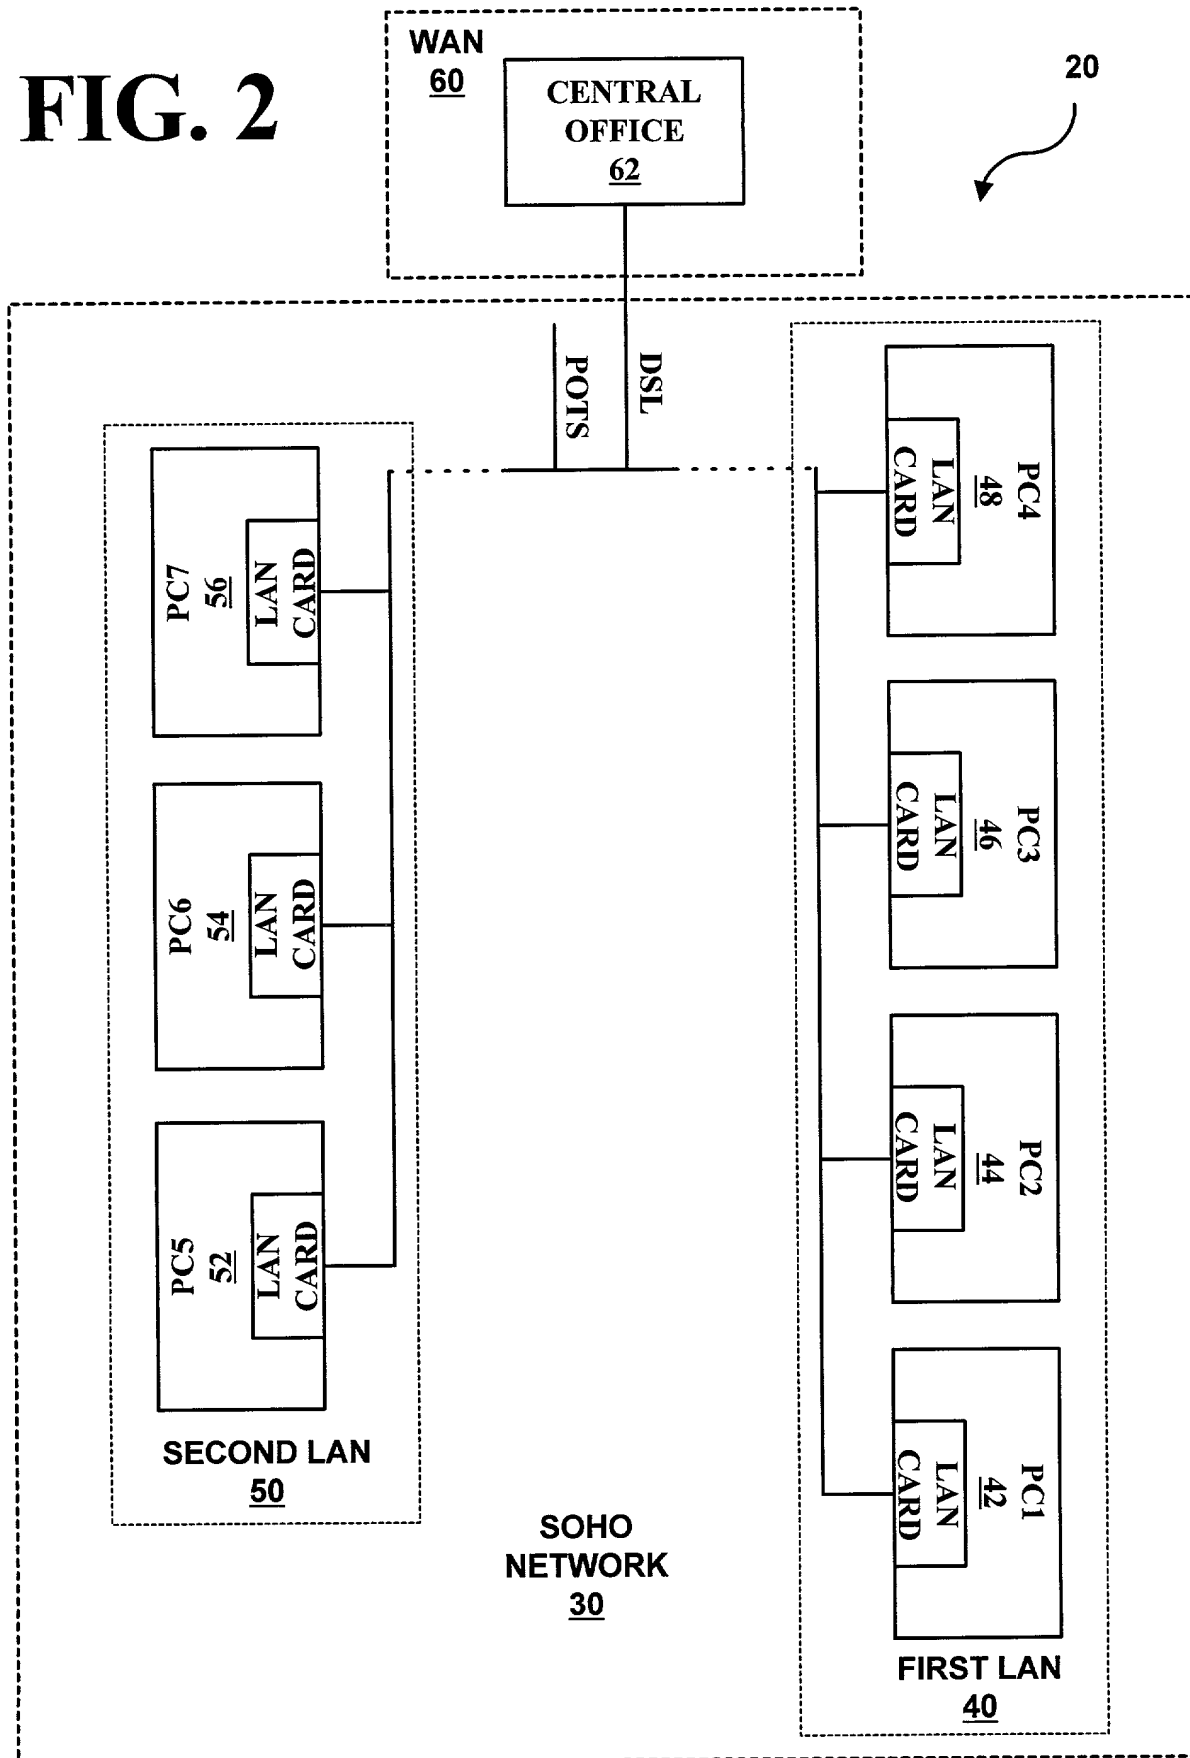 FIG. 2
WAN
60
CENTRAL
OFFICE
62
20
POTS
DSL
PC7
56
LAN
CARD
PC6
54
LAN
CARD
PC5
52
LAN
CARD
SECOND LAN
50
PC4
48
LAN
CARD
PC3
46
LAN
CARD
PC2
44
LAN
CARD
PC1
42
LAN
CARD
FIRST LAN
40
SOHO
NETWORK
30